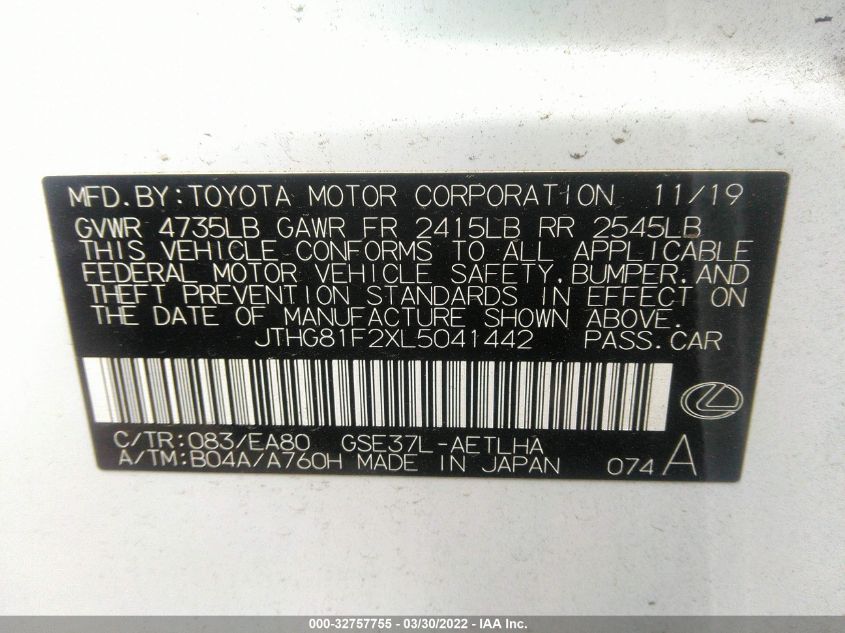 MFD.BY:TOYOTA MOTOR CORPORATION 11/19
GVWR 4735LB GAWR FR 2415LB RR 2545LB
THIS VEHICLE CONFORMS TO ALL APPLICABLE
FEDERAL MOTOR VEHICLE SAFETY,BUMPER,AND
THEFT PREVENTION STANDARDS IN EFFECT ON
THE DATE OF MANUFACTURE SHOWN ABOVE.
JTHG81F2XL5041442 PASS.CAR
C/TR:083/EA80 GSE37L-AETLHA
A/TM:B04A/A760H MADE IN JAPAN 074A
000-32757755 - 03/30/2022 - IAA Inc.